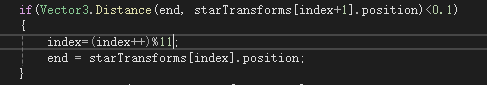 if(Vector3.Distance(end, starTransforms[index+1].position)<0.1)
{
index=(index++)%11;
end = starTransforms[index].position;
}